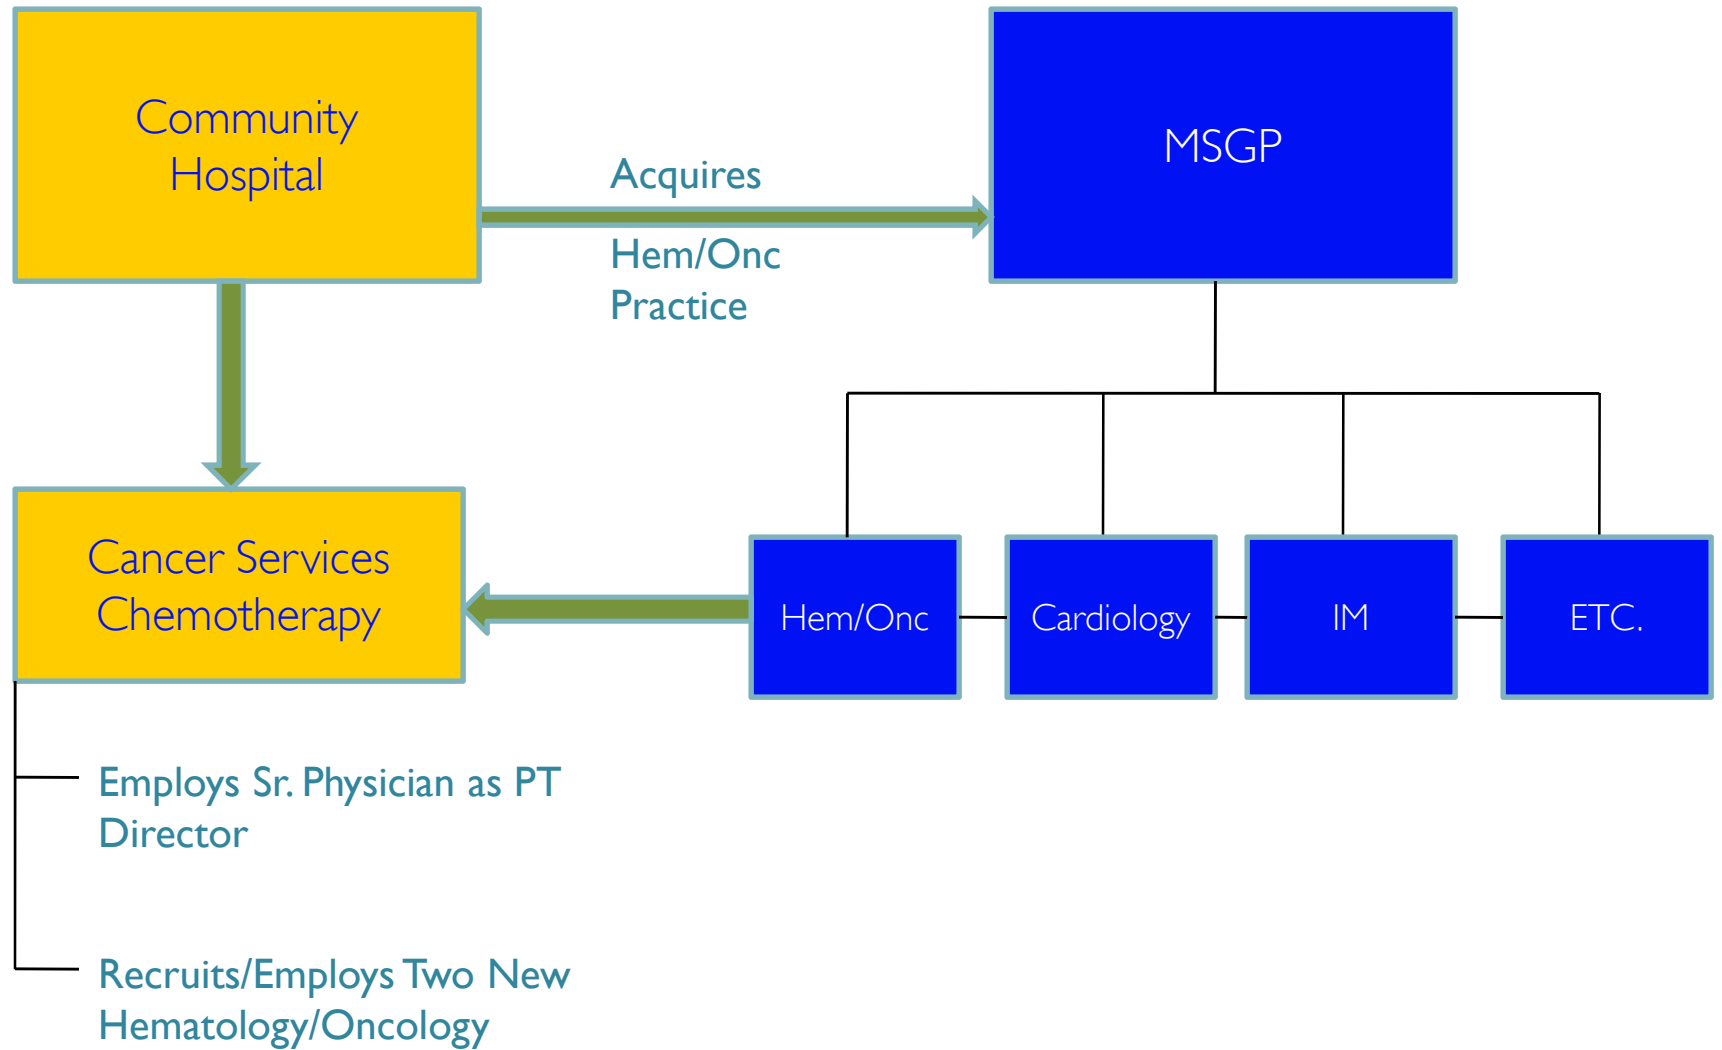 Community
Hospital
Acquires
Hem/Onc
Practice
MSGP
Cancer Services
Chemotherapy
Hem/Onc
Cardiology
IM
ETC.
Employs Sr. Physician as PT
Director
Recruits/Employs Two New
Hematology/Oncology